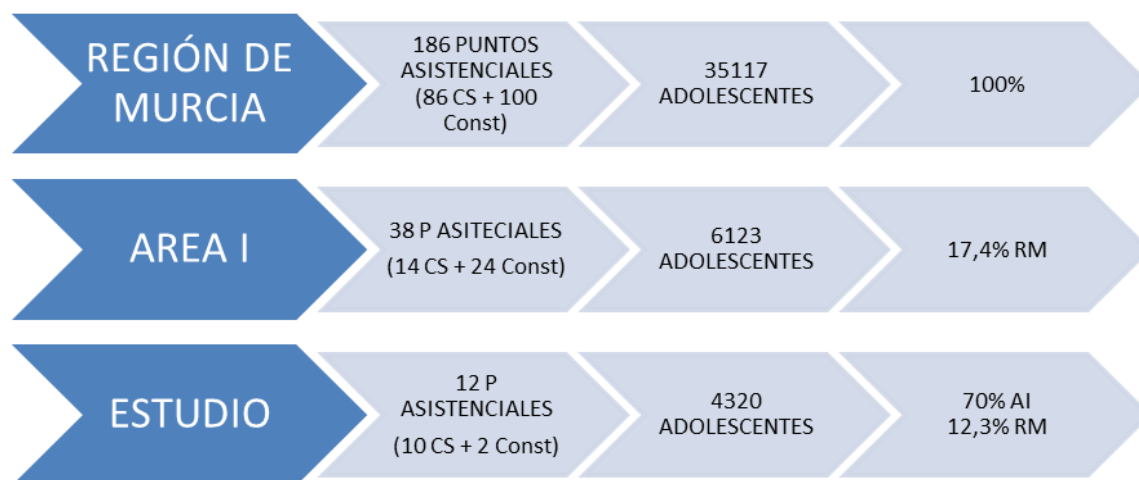 REGIÓN DE
MURCIA
186 PUNTOS
ASISTENCIALES
(86 CS + 100
Const)
35117
ADOLESCENTES
100%
AREA I
38 P ASITECIALES
(14 CS + 24 Const)
6123
ADOLESCENTES
17,4% RM
ESTUDIO
12 P
ASISTENCIALES
(10 CS + 2 Const)
4320
ADOLESCENTES
70% AI
12,3% RM